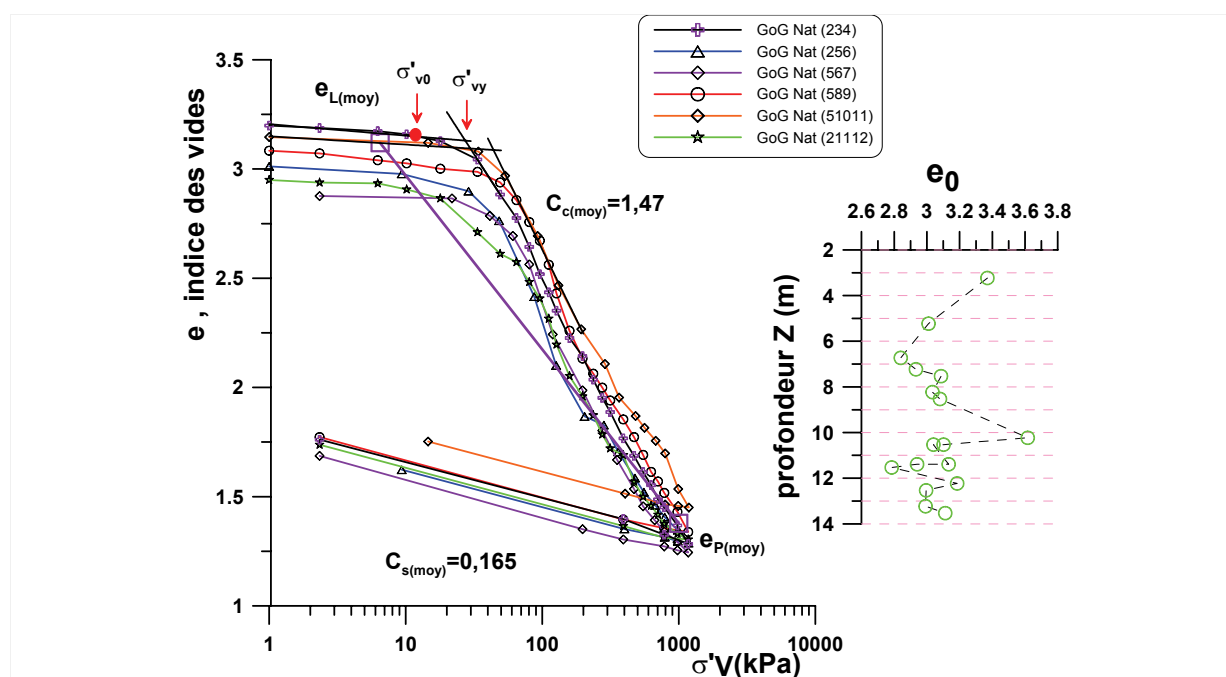 GoG Nat (234)
GoG Nat (256)
GoG Nat (567)
GoG Nat (589)
GoG Nat (51011)
GoG Nat (21112)
e , indice des vides
3.5
3
2.5
2
1.5
1
e_L(moy)
σ'_v0
σ'_vy
C_c(moy)=1,47
C_s(moy)=0,165
e_P(moy)
1 10 100 1000 10000
σ'V(kPa)
e_0
2.6 2.8 3 3.2 3.4 3.6 3.8
profondeur Z (m)
2
4
6
8
10
12
14